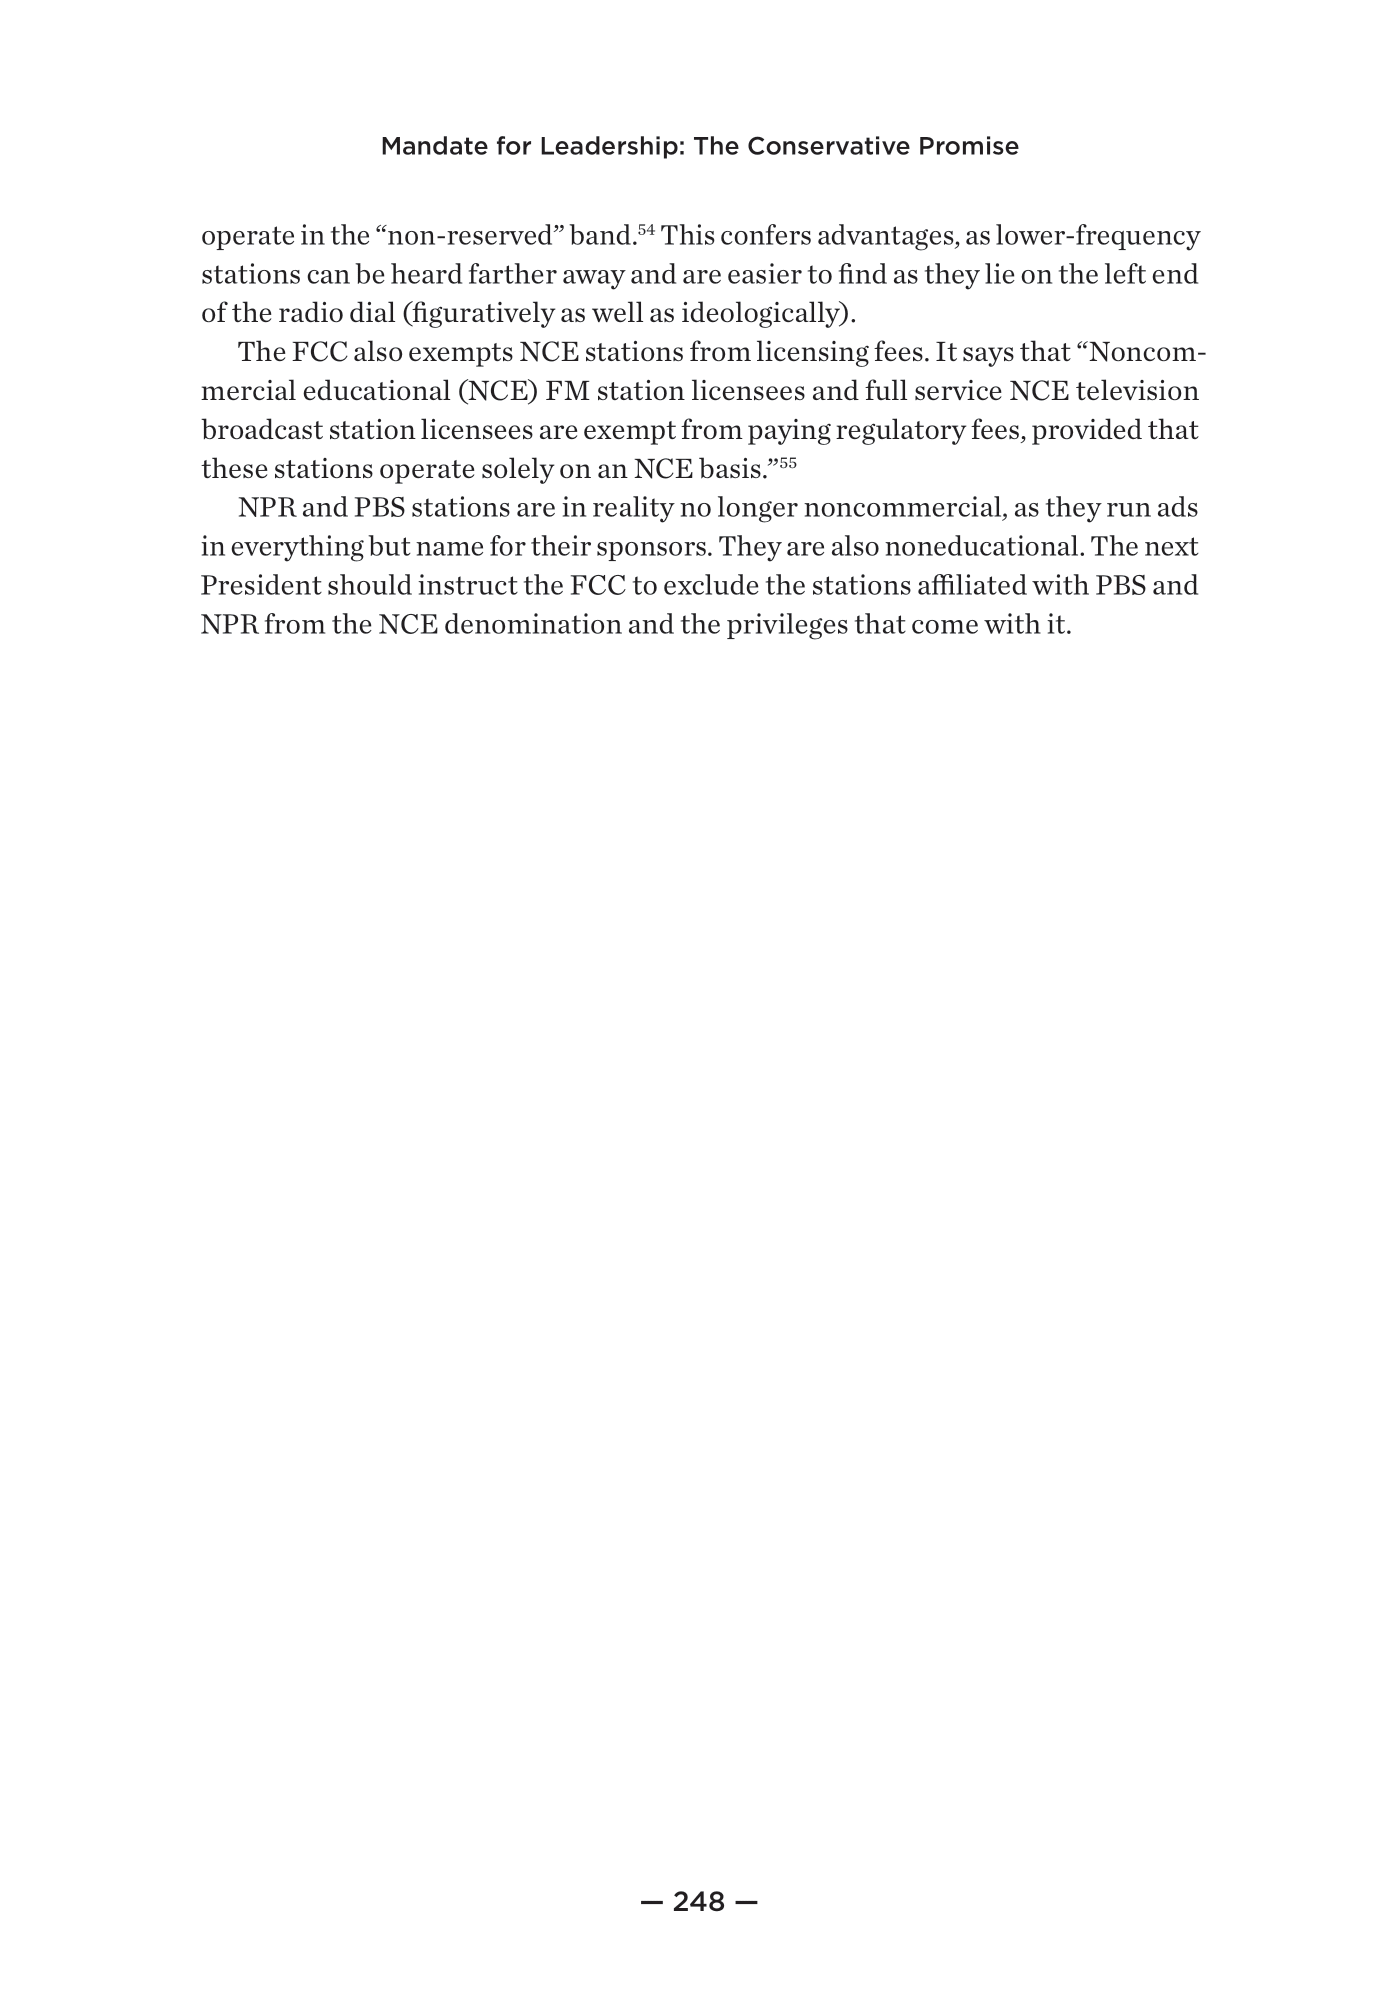 Mandate for Leadership: The Conservative Promise
operate in the “non-reserved” band.⁵⁴ This confers advantages, as lower-frequency
stations can be heard farther away and are easier to find as they lie on the left end
of the radio dial (figuratively as well as ideologically).
The FCC also exempts NCE stations from licensing fees. It says that “Noncom-
mercial educational (NCE) FM station licensees and full service NCE television
broadcast station licensees are exempt from paying regulatory fees, provided that
these stations operate solely on an NCE basis.”⁵⁵
NPR and PBS stations are in reality no longer noncommercial, as they run ads
in everything but name for their sponsors. They are also noneducational. The next
President should instruct the FCC to exclude the stations affiliated with PBS and
NPR from the NCE denomination and the privileges that come with it.
— 248 —